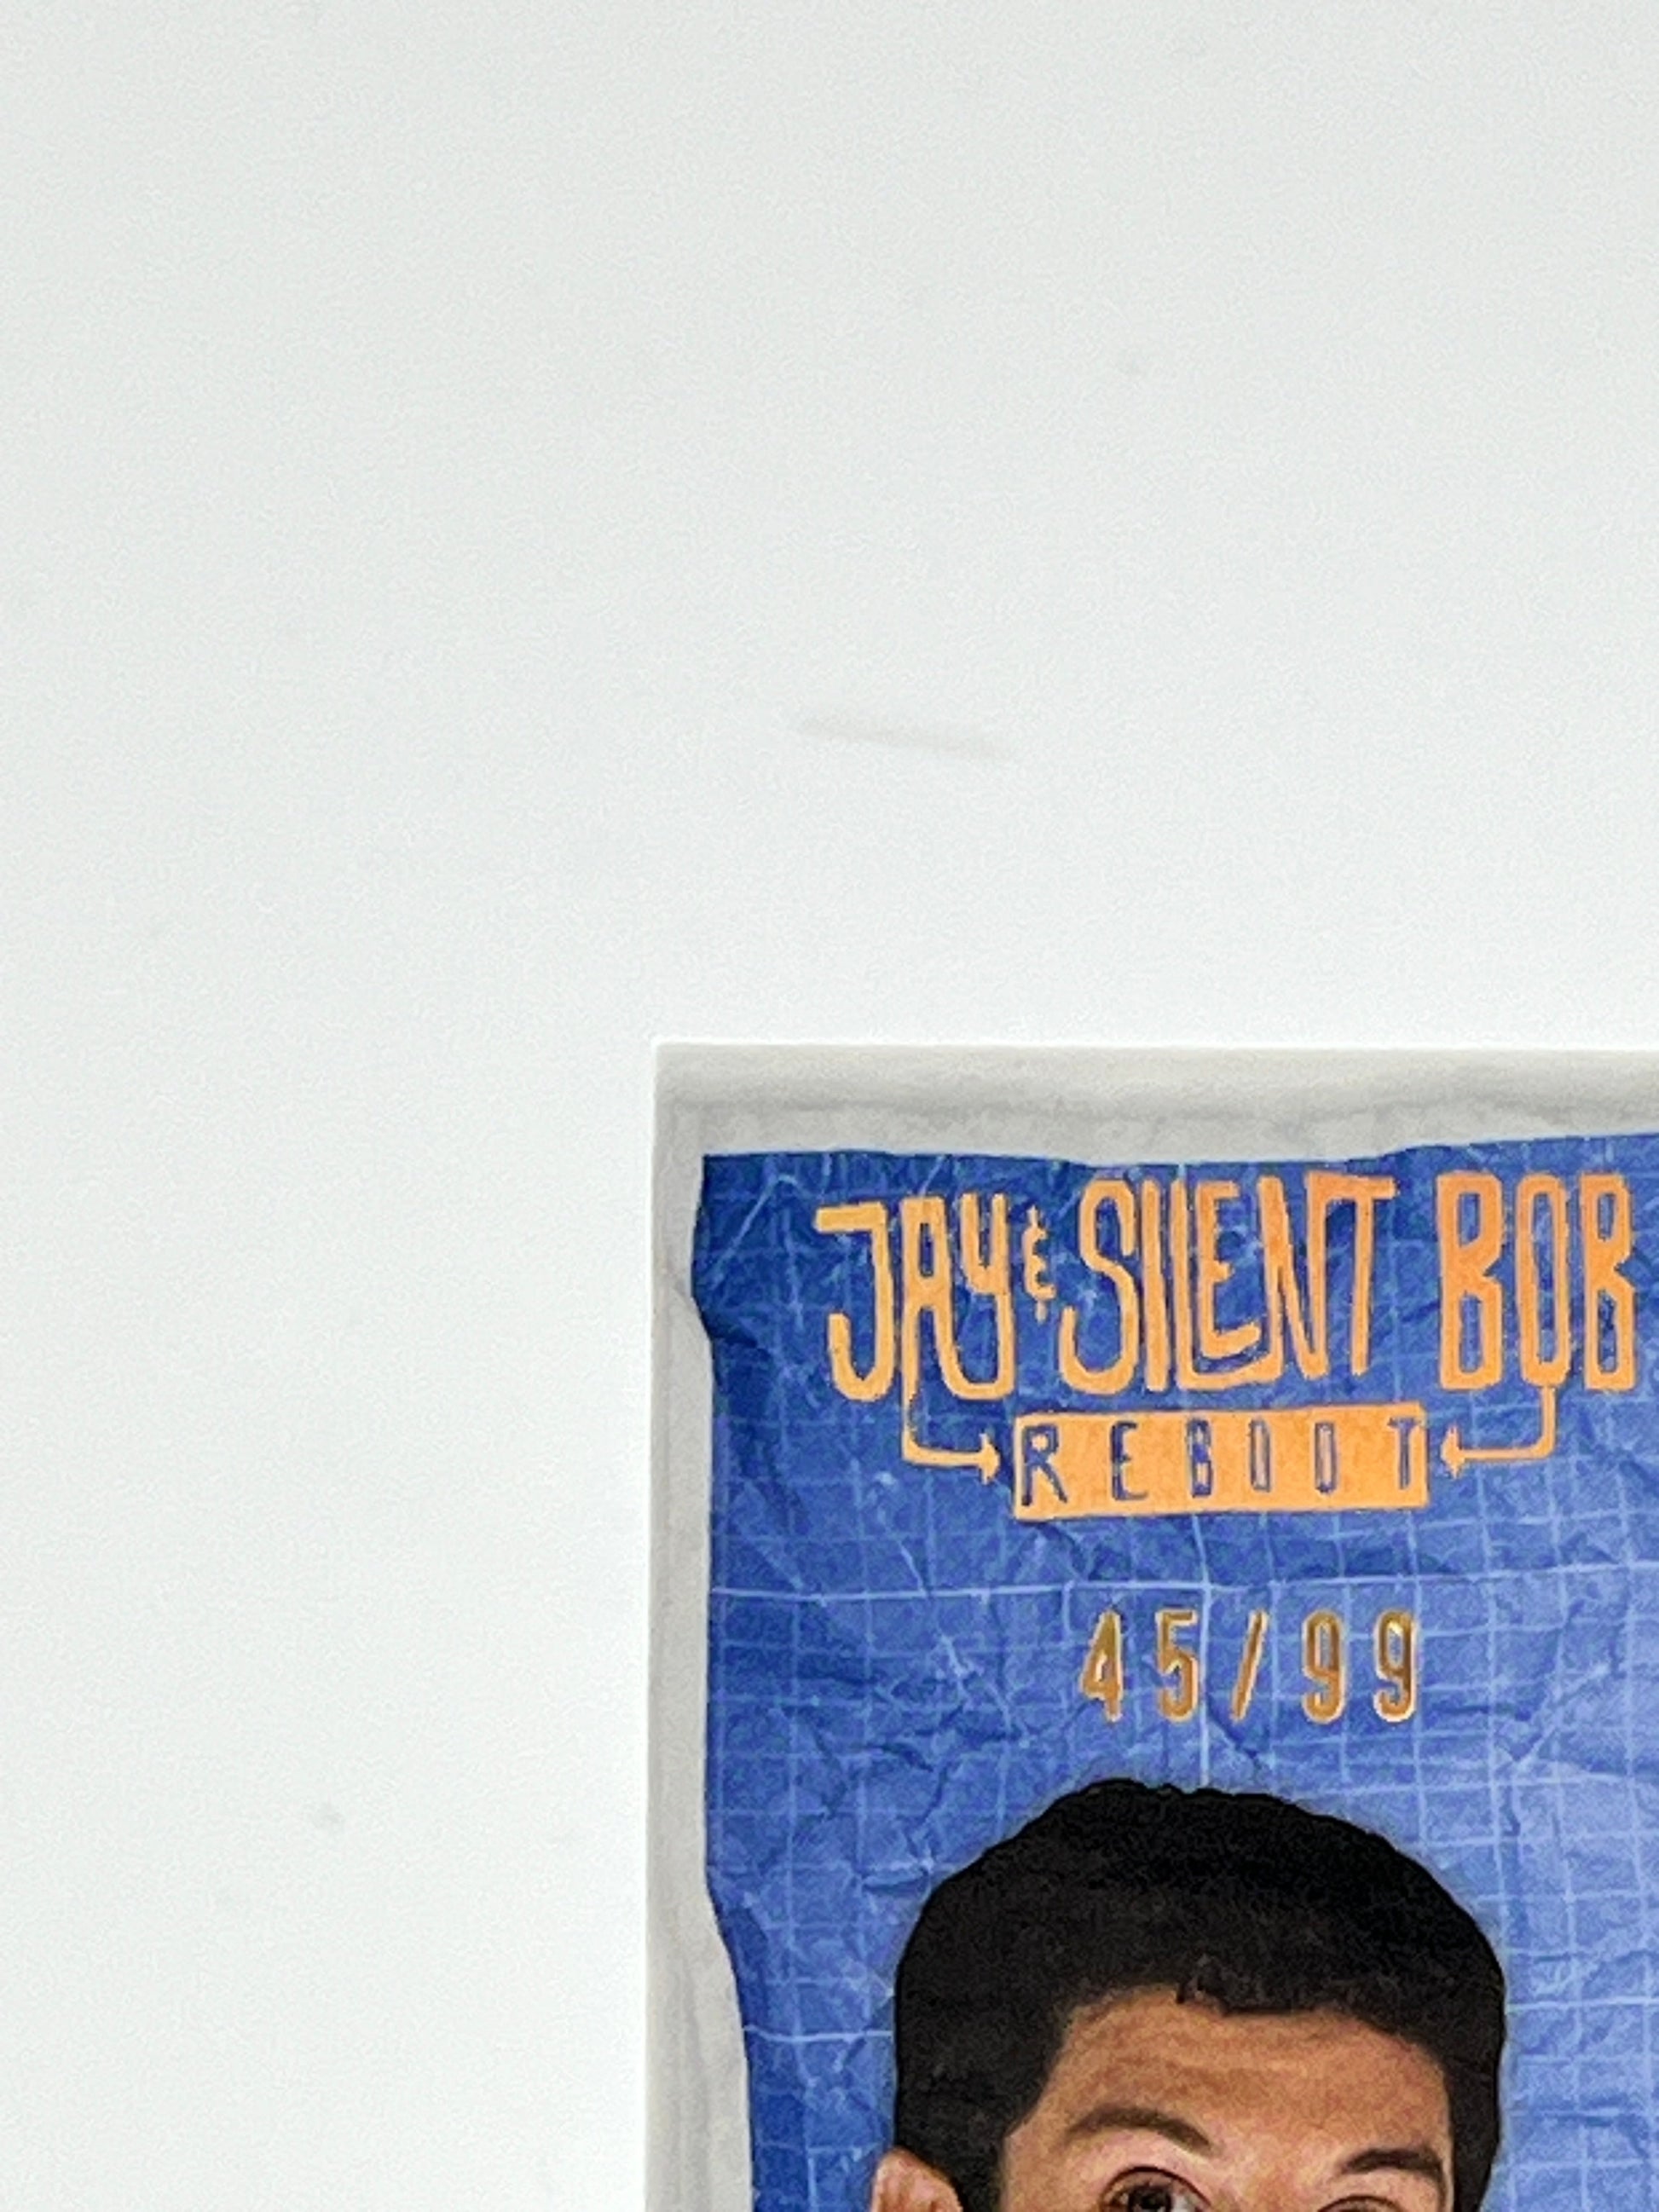 JAY & SILENT BOB
REBOOT
45/99